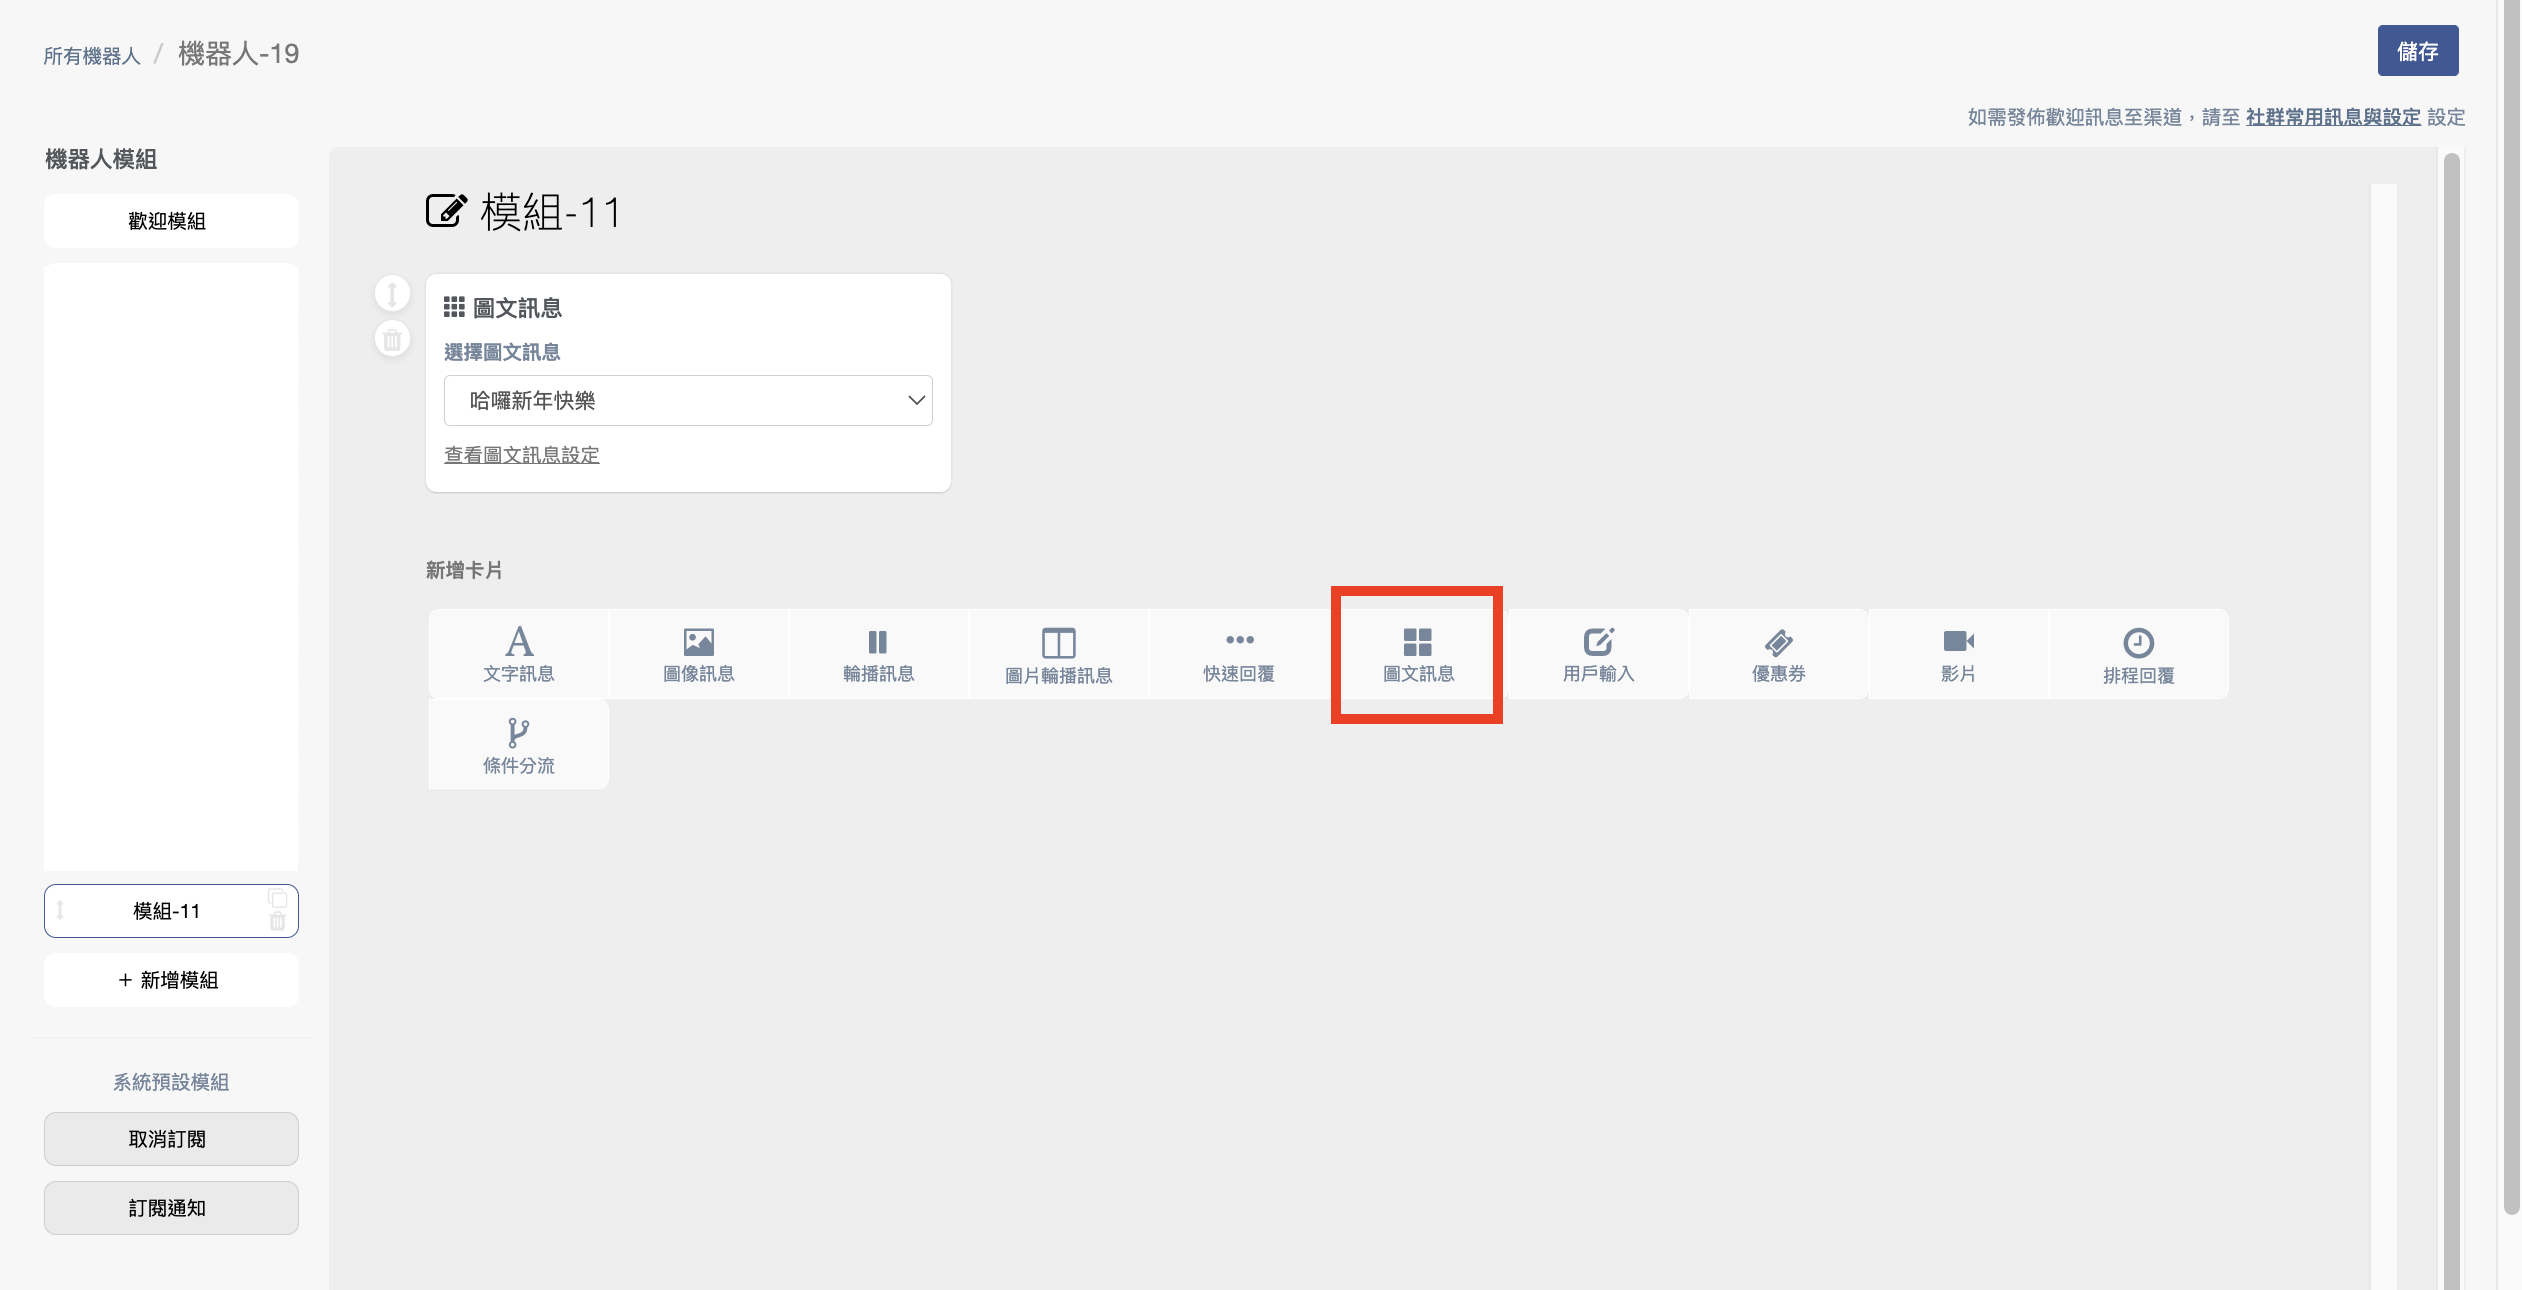 所有機器人 / 機器人-19
儲存
如需發佈歡迎訊息至渠道，請至 社群常用訊息與設定 設定
機器人模組
歡迎模組
模組-11
+ 新增模組
系統預設模組
取消訂閱
訂閱通知
模組-11
圖文訊息
選擇圖文訊息
哈囉新年快樂
查看圖文訊息設定
新增卡片
文字訊息
圖像訊息
輪播訊息
圖片輪播訊息
快速回覆
圖文訊息
用戶輸入
優惠券
影片
排程回覆
條件分流